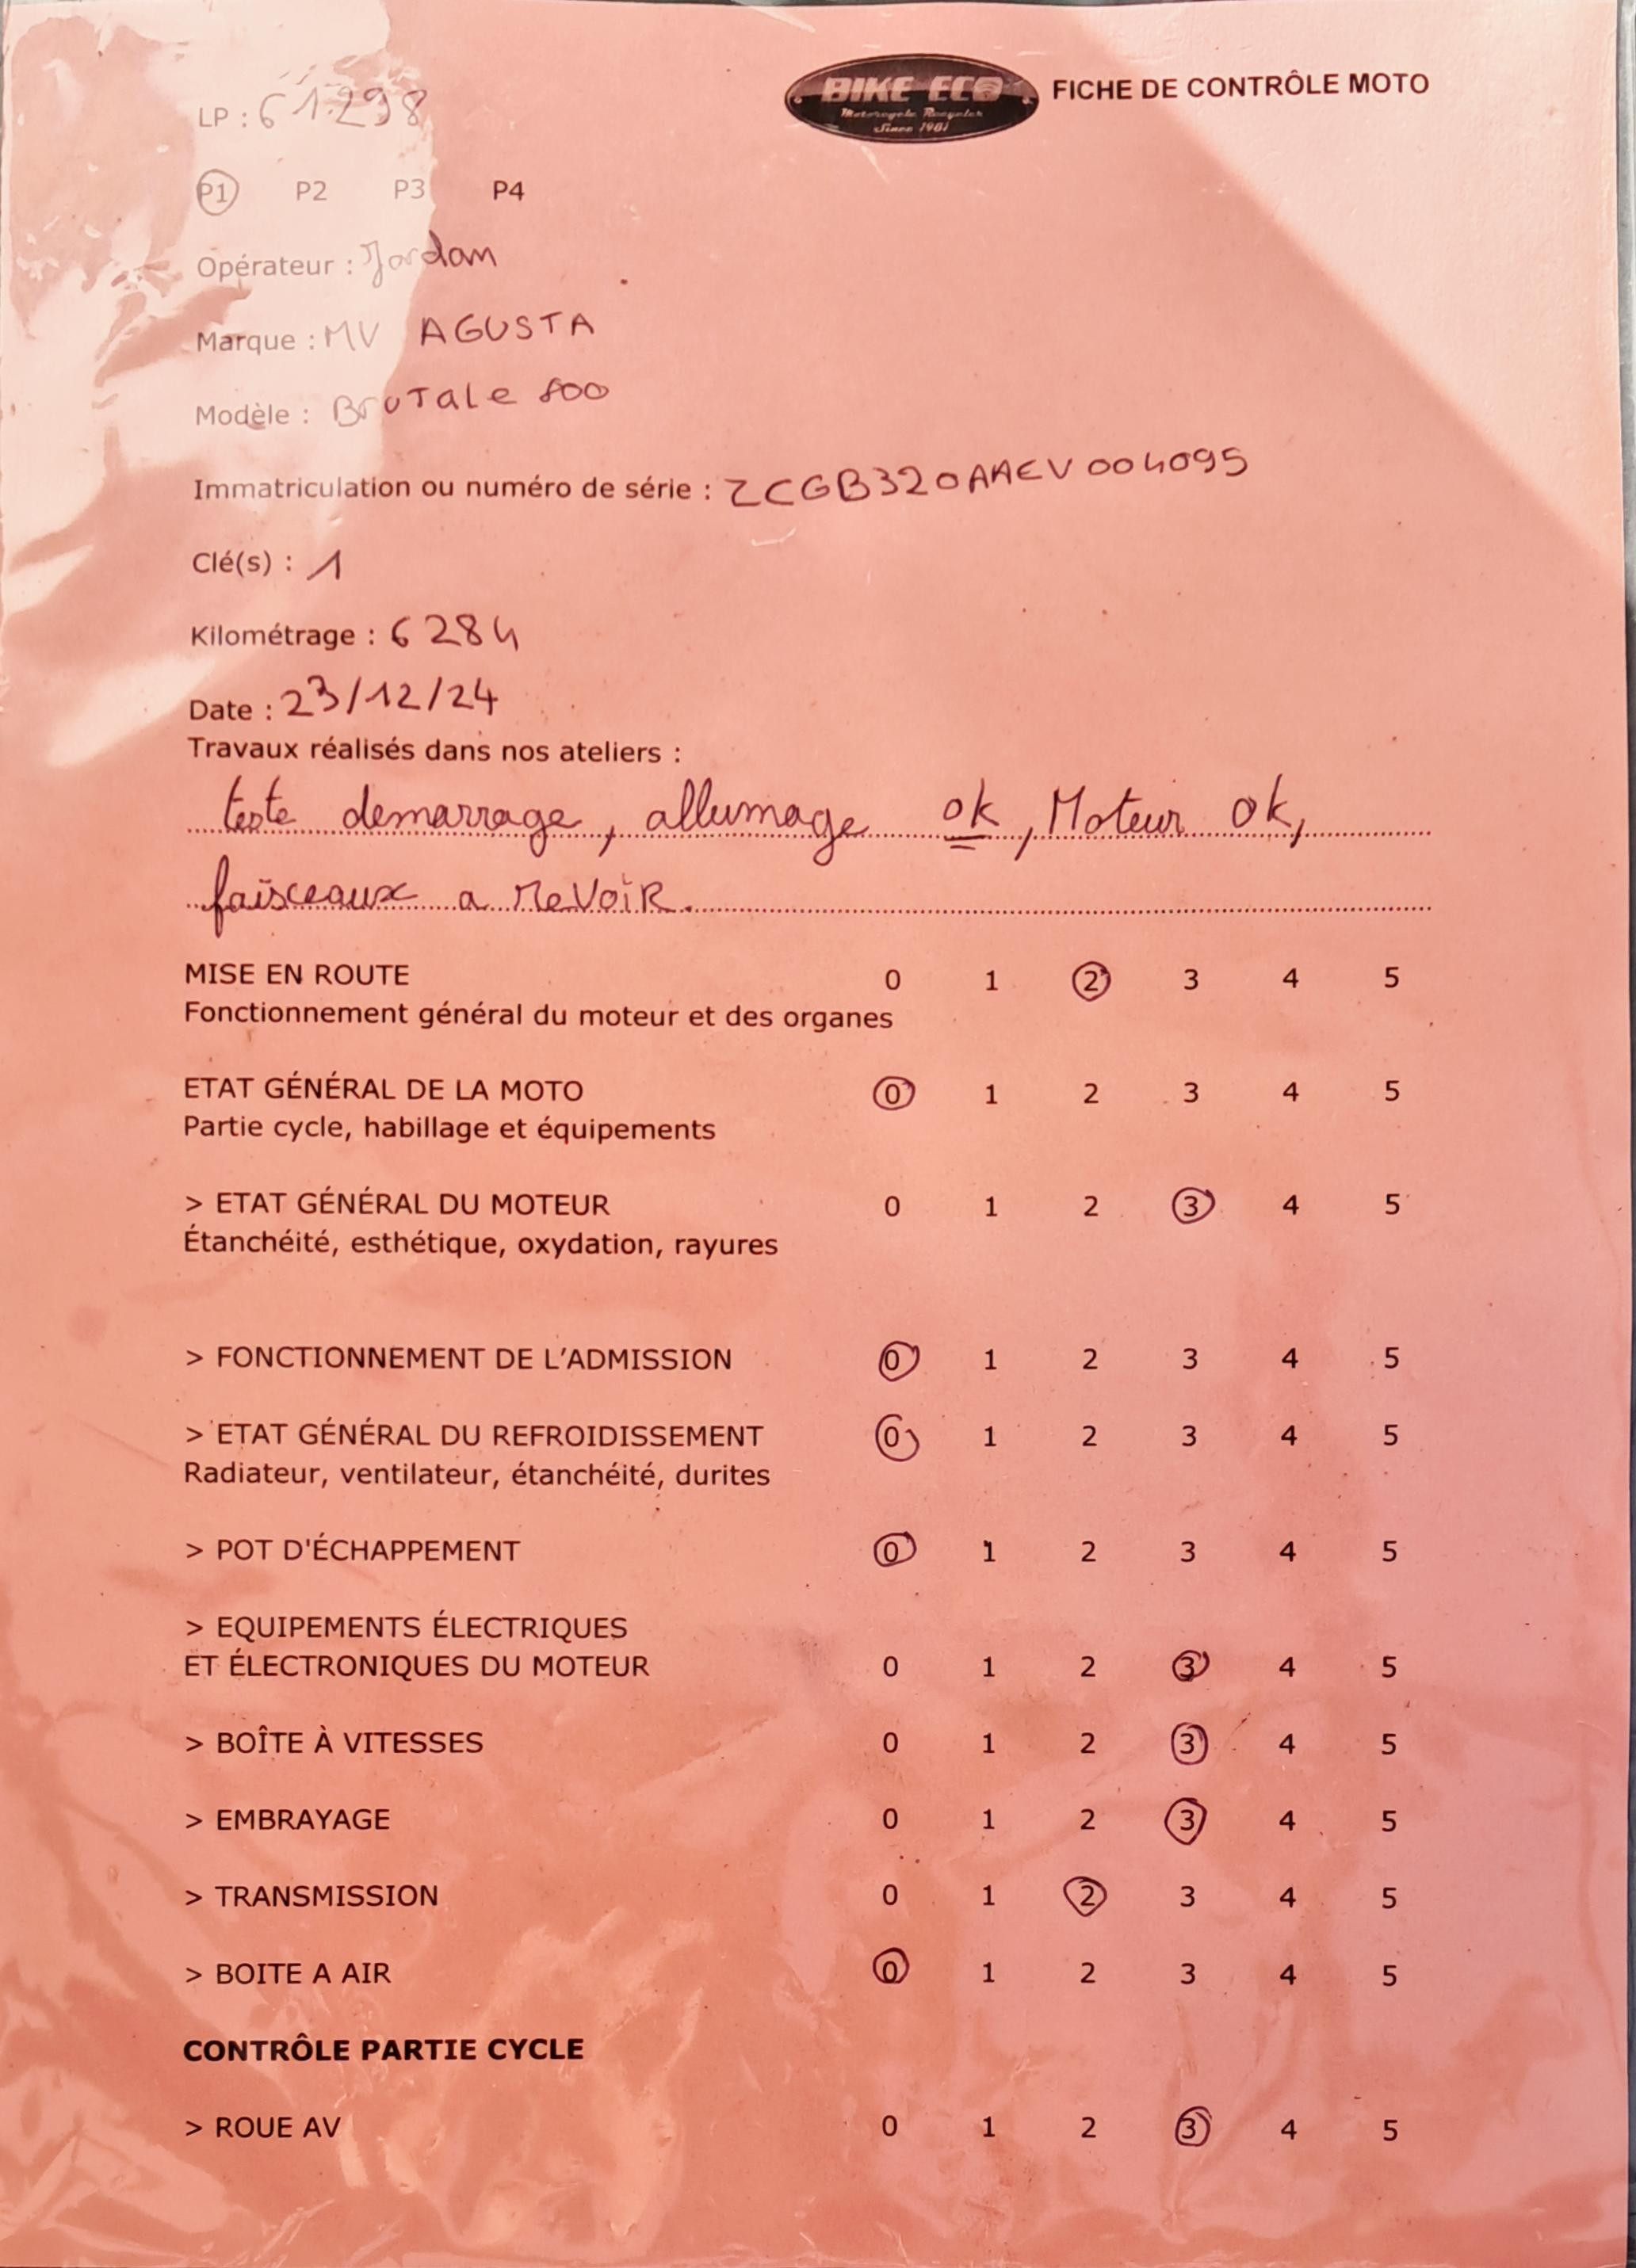 BIKE ECO
Motorcycle Recycler
Since 1981
FICHE DE CONTRÔLE MOTO
LP : 61298
P1 P2 P3 P4
Opérateur : Jordan
Marque : MV AGUSTA
Modèle : BruTale 800
Immatriculation ou numéro de série : ZCGB320AAEV004095
Clé(s) : 1
Kilométrage : 6284
Date : 23/12/24
Travaux réalisés dans nos ateliers :
teste demarrage, allumage ok, Moteur ok,
faisceaux a ReVoiR.
MISE EN ROUTE 0 1 2 3 4 5
Fonctionnement général du moteur et des organes
ETAT GÉNÉRAL DE LA MOTO 0 1 2 3 4 5
Partie cycle, habillage et équipements
> ETAT GÉNÉRAL DU MOTEUR 0 1 2 3 4 5
Étanchéité, esthétique, oxydation, rayures
> FONCTIONNEMENT DE L'ADMISSION 0 1 2 3 4 5
> ETAT GÉNÉRAL DU REFROIDISSEMENT 0 1 2 3 4 5
Radiateur, ventilateur, étanchéité, durites
> POT D'ÉCHAPPEMENT 0 1 2 3 4 5
> EQUIPEMENTS ÉLECTRIQUES
ET ÉLECTRONIQUES DU MOTEUR 0 1 2 3 4 5
> BOÎTE À VITESSES 0 1 2 3 4 5
> EMBRAYAGE 0 1 2 3 4 5
> TRANSMISSION 0 1 2 3 4 5
> BOITE A AIR 0 1 2 3 4 5
CONTRÔLE PARTIE CYCLE
> ROUE AV 0 1 2 3 4 5